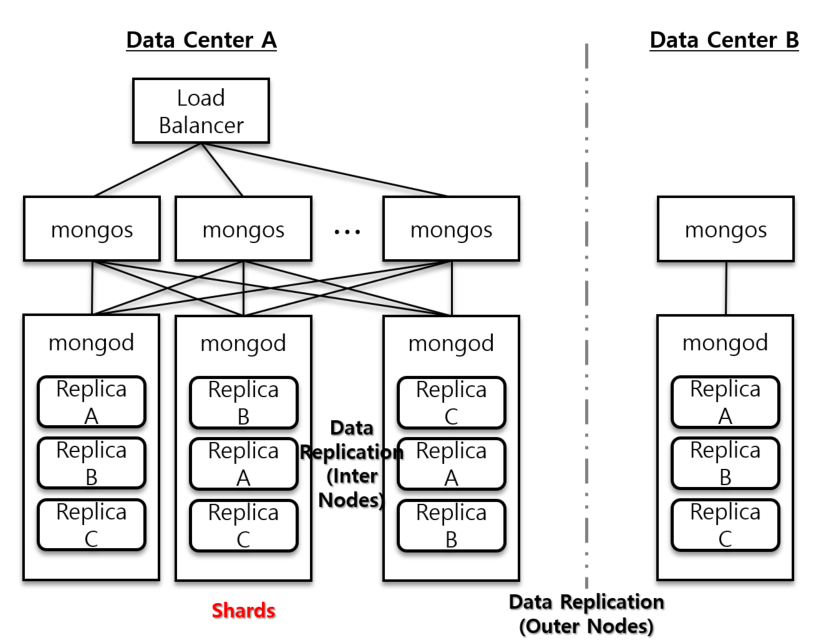 Data Center A
Data Center B
Load
Balancer
mongos
mongos
...
mongos
mongos
mongod
Replica
A
Replica
B
Replica
C
mongod
Replica
B
Replica
A
Replica
C
Data
Replication
(Inter
Nodes)
mongod
Replica
C
Replica
A
Replica
B
mongod
Replica
A
Replica
B
Replica
C
Shards
Data Replication
(Outer Nodes)